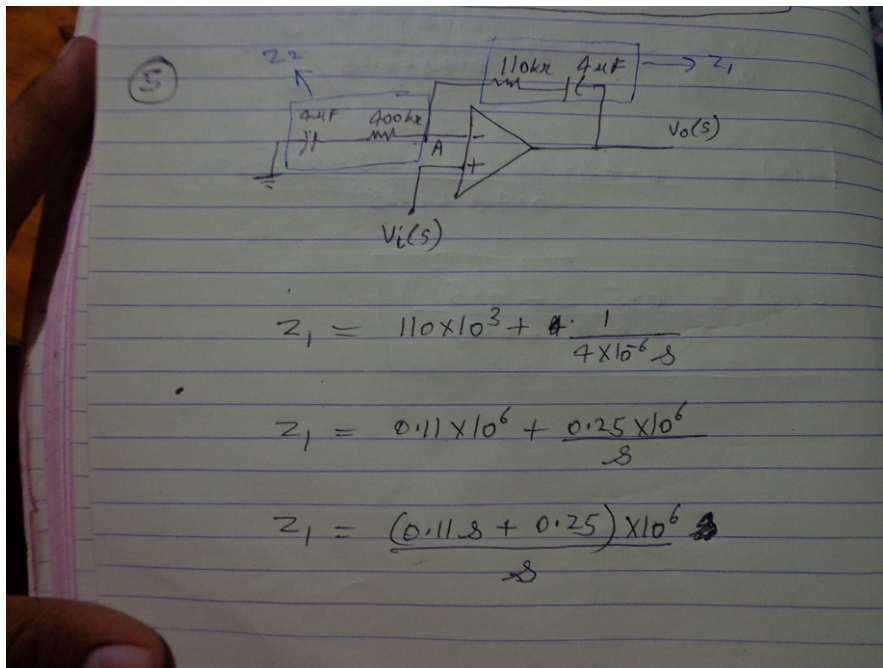 5
Z2
110kΩ 4μF → Z1
4μF 400kΩ
A
-
+
Vo(s)
Vi(s)
Z1 = 110×10^3 + 1/(4×10^-6 s)
Z1 = 0.11×10^6 + 0.25×10^6/s
Z1 = (0.11s + 0.25)×10^6/s